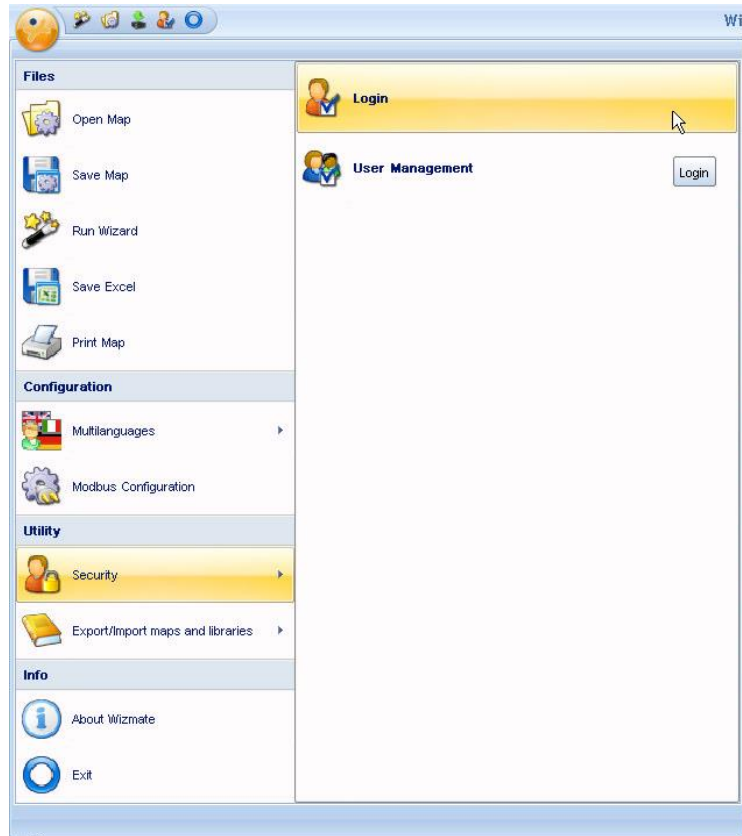 Wi
Files
Open Map
Save Map
Run Wizard
Save Excel
Print Map
Configuration
Multilanguages
Modbus Configuration
Utility
Security
Export/Import maps and libraries
Info
About Wizmate
Exit
Login
User Management
Login